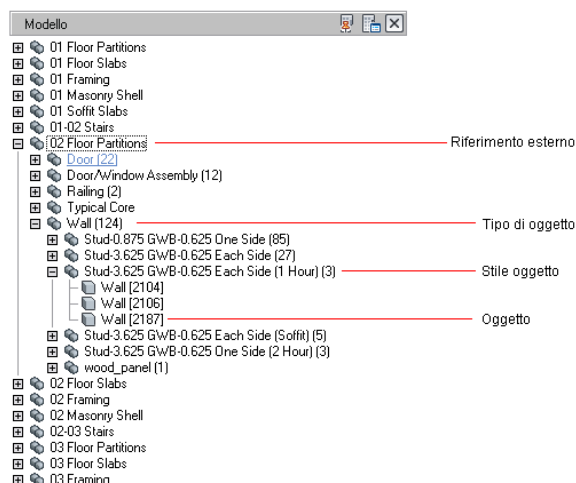 Modello
01 Floor Partitions
01 Floor Slabs
01 Framing
01 Masonry Shell
01 Soffit Slabs
01-02 Stairs
02 Floor Partitions Riferimento esterno
Door (22)
Door/Window Assembly (12)
Railing (2)
Typical Core
Wall (124) Tipo di oggetto
Stud-0.875 GWB-0.625 One Side (85)
Stud-3.625 GWB-0.625 Each Side (27)
Stud-3.625 GWB-0.625 Each Side (1 Hour) (3) Stile oggetto
Wall [2104]
Wall [2106]
Wall [2187] Oggetto
Stud-3.625 GWB-0.625 Each Side (Soffit) (5)
Stud-3.625 GWB-0.625 One Side (2 Hour) (3)
wood_panel (1)
02 Floor Slabs
02 Framing
02 Masonry Shell
02-03 Stairs
03 Floor Partitions
03 Floor Slabs
03 Framing